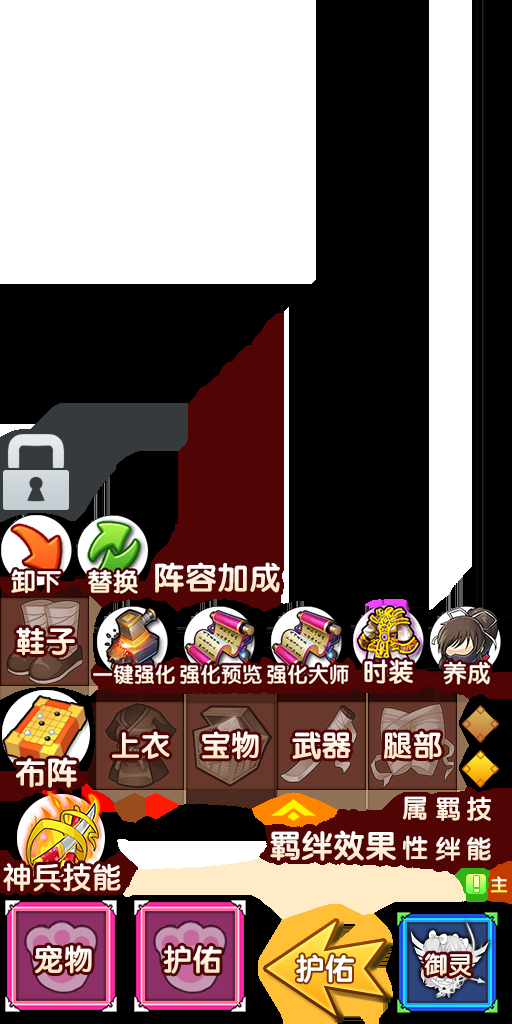 卸下
替换
阵容加成
鞋子
一键强化
强化预览
强化大师
时装
养成
布阵
上衣
宝物
武器
腿部
属 羁 技
羁绊效果
性 绊 能
神兵技能
主
宠物
护佑
护佑
御灵